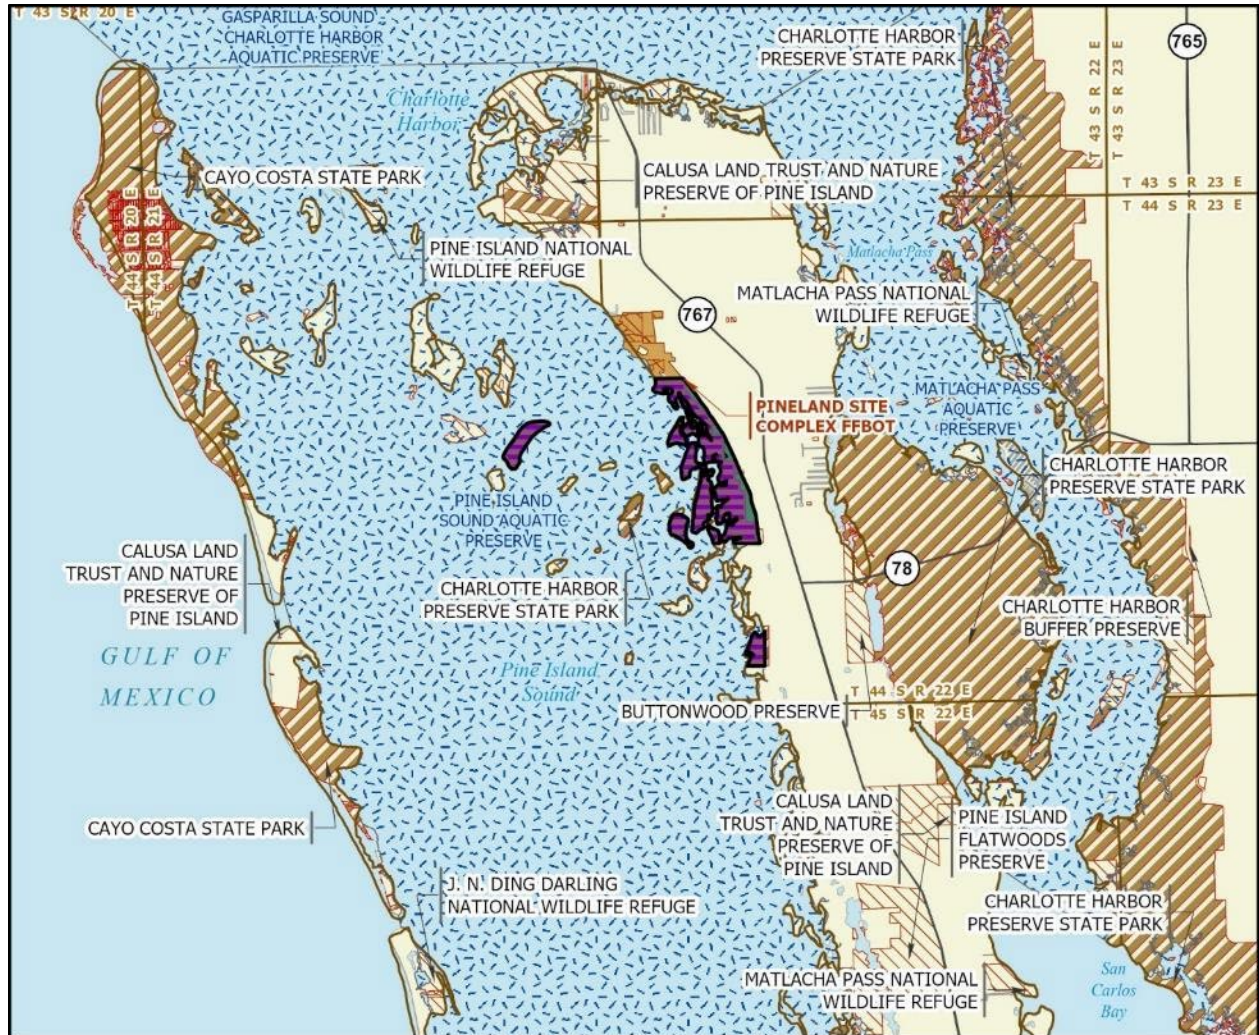 T 43 S R 20 E
GASPARILLA SOUND
CHARLOTTE HARBOR
AQUATIC PRESERVE
CHARLOTTE HARBOR
PRESERVE STATE PARK
765
T 43 S R 22 E
T 43 S R 23 E
Charlotte
Harbor
CAYO COSTA STATE PARK
CALUSA LAND TRUST AND NATURE
PRESERVE OF PINE ISLAND
T 43 S R 23 E
T 44 S R 23 E
T 44 S R 20 E
T 44 S R 21 E
PINE ISLAND NATIONAL
WILDLIFE REFUGE
Matlacha Pass
MATLACHA PASS NATIONAL
WILDLIFE REFUGE
767
PINELAND SITE
COMPLEX FFBOT
MATLACHA PASS
AQUATIC
PRESERVE
CHARLOTTE HARBOR
PRESERVE STATE PARK
PINE ISLAND
SOUND AQUATIC
PRESERVE
CALUSA LAND
TRUST AND NATURE
PRESERVE OF
PINE ISLAND
CHARLOTTE HARBOR
PRESERVE STATE PARK
78
CHARLOTTE HARBOR
BUFFER PRESERVE
GULF OF
MEXICO
Pine Island
Sound
BUTTONWOOD PRESERVE
T 44 S R 22 E
T 45 S R 22 E
CAYO COSTA STATE PARK
CALUSA LAND
TRUST AND NATURE
PRESERVE OF
PINE ISLAND
PINE ISLAND
FLATWOODS
PRESERVE
J. N. DING DARLING
NATIONAL WILDLIFE REFUGE
CHARLOTTE HARBOR
PRESERVE STATE PARK
MATLACHA PASS NATIONAL
WILDLIFE REFUGE
San
Carlos
Bay